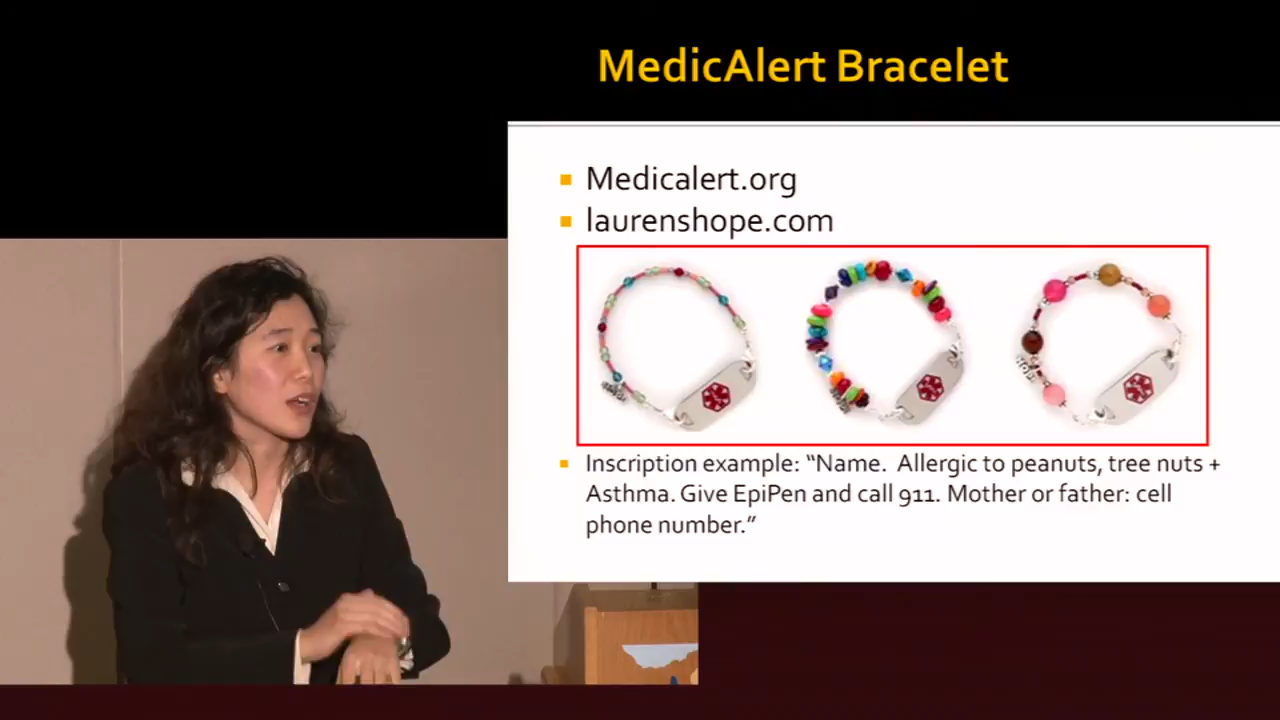 MedicAlert Bracelet
Medicalert.org
laurenshope.com
Inscription example: “Name.  Allergic to peanuts, tree nuts +
Asthma. Give EpiPen and call 911. Mother or father: cell
phone number.”